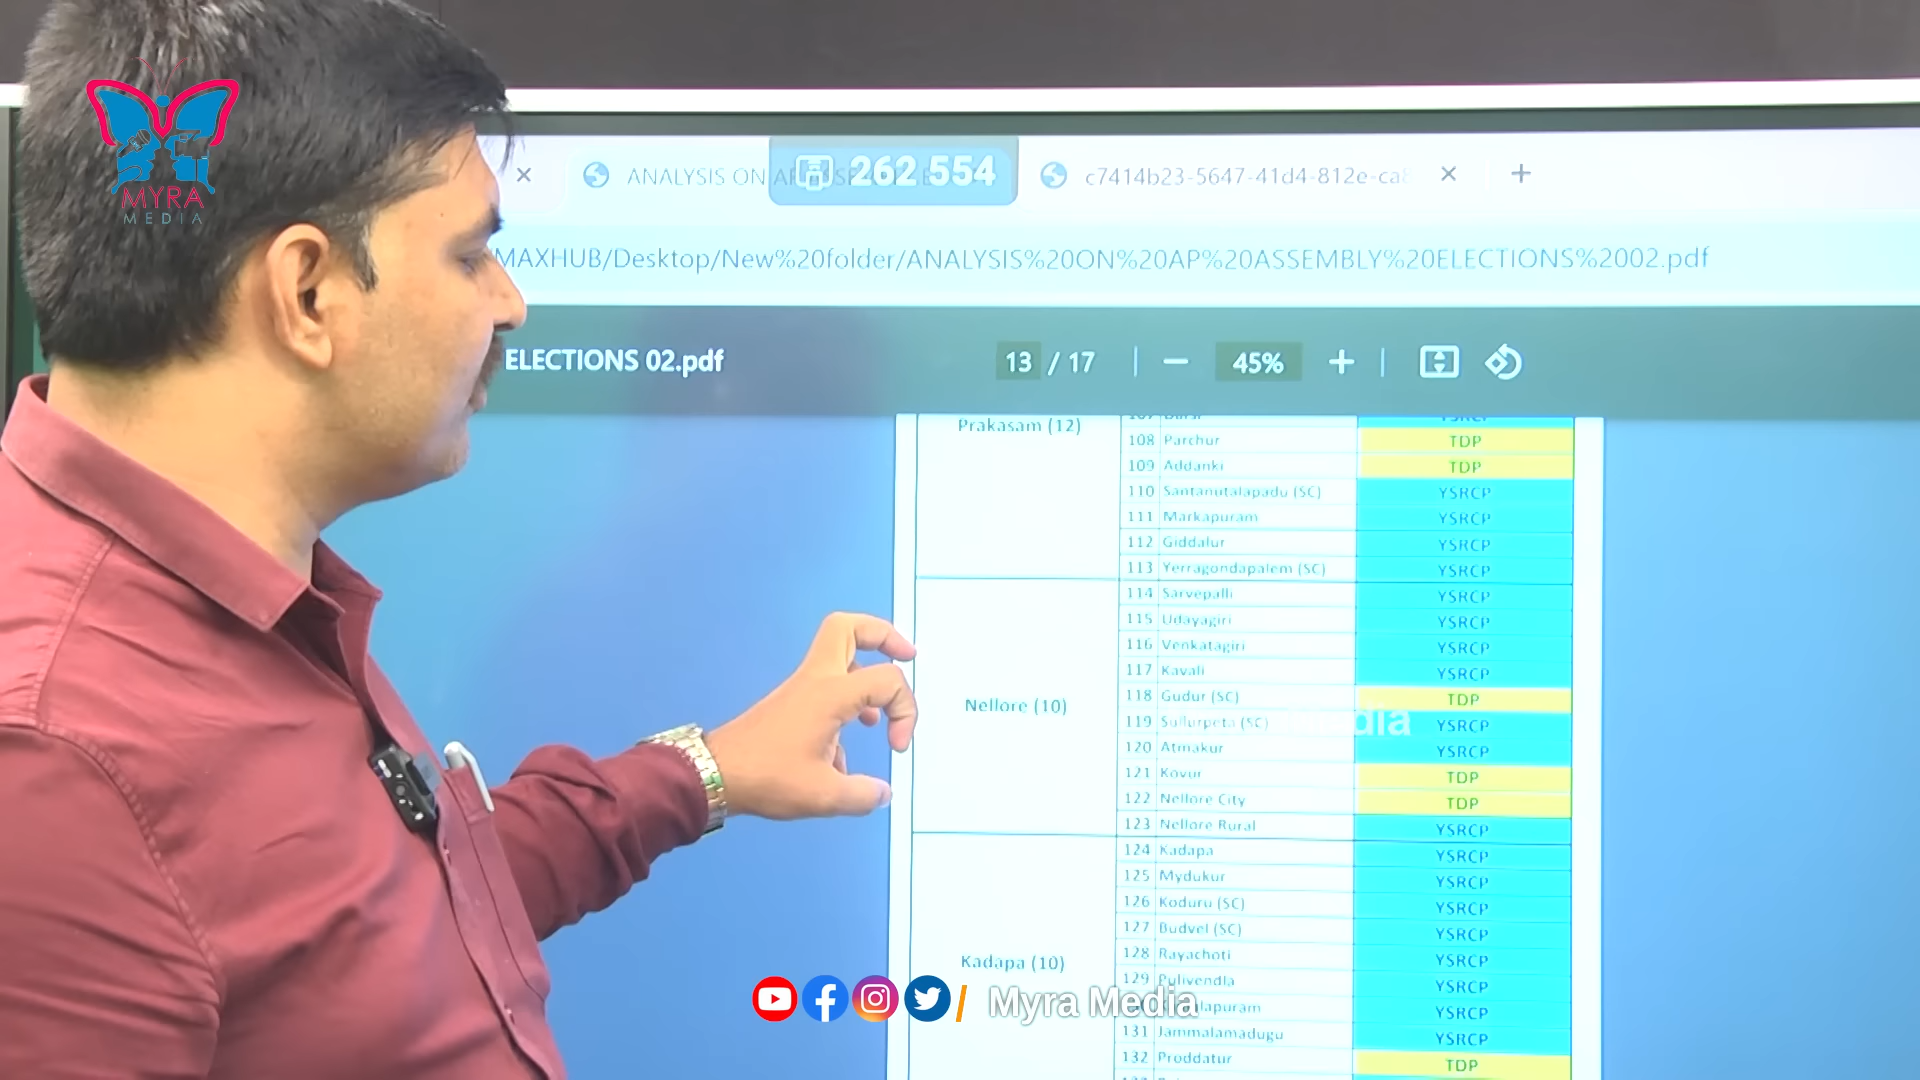 MYRA
MEDIA
ANALYSIS ON
262 554
c7414b23-5647-41d4-812e-ca
MAXHUB/Desktop/New%20folder/ANALYSIS%20ON%20AP%20ASSEMBLY%20ELECTIONS%2002.pdf
ELECTIONS 02.pdf
13 / 17
45%
Prakasam (12)
YSRCP
108 Parchur TDP
109 Addanki TDP
110 Santanutalapadu (SC) YSRCP
111 Markapuram YSRCP
112 Giddalur YSRCP
113 Yerragondapalem (SC) YSRCP
Nellore (10)
114 Sarvepalli YSRCP
115 Udayagiri YSRCP
116 Venkatagiri YSRCP
117 Kavali YSRCP
118 Gudur (SC) TDP
119 Sullurpeta (SC) YSRCP
dia
120 Atmakur YSRCP
121 Kovur TDP
122 Nellore City TDP
123 Nellore Rural YSRCP
Kadapa (10)
124 Kadapa YSRCP
125 Mydukur YSRCP
126 Koduru (SC) YSRCP
127 Budvel (SC) YSRCP
128 Rayachoti YSRCP
129 Pulivendla YSRCP
lapuram YSRCP
131 Jammalamadugu YSRCP
132 Proddatur TDP
/ Myra Media